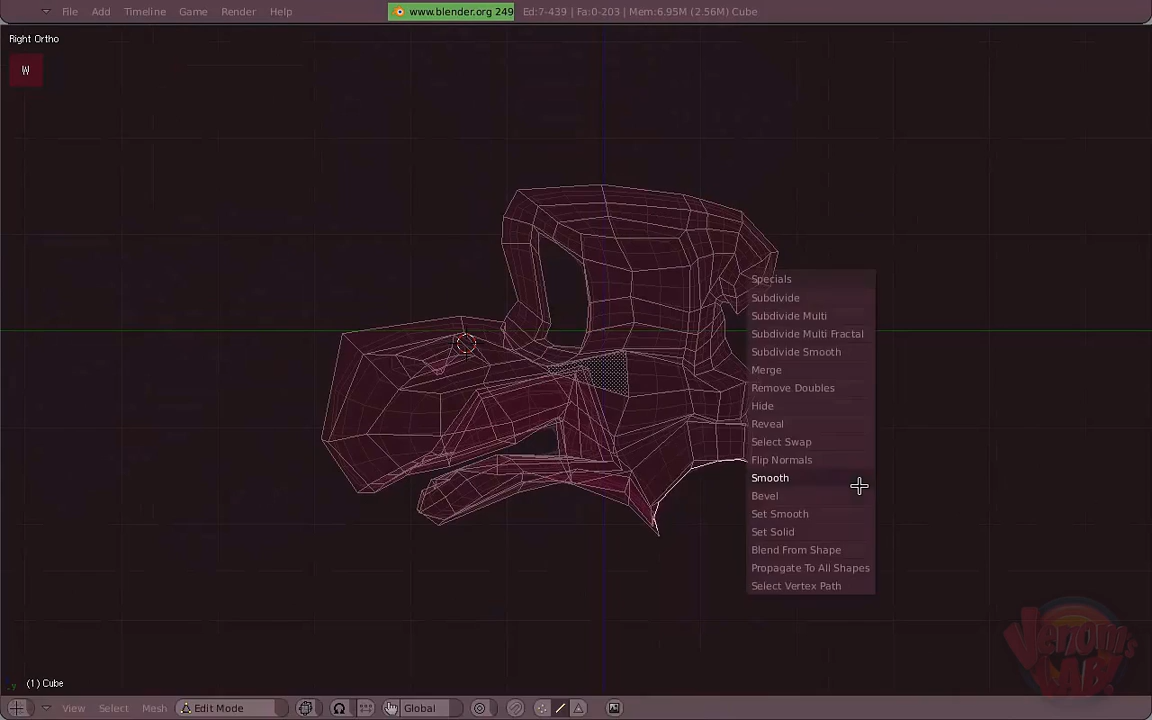 File Add Timeline Game Render Help www.blender.org 249 Ed:7-439 | Fa:0-203 | Mem:6.95M (2.56M) Cube
Right Ortho
W
Specials
Subdivide
Subdivide Multi
Subdivide Multi Fractal
Subdivide Smooth
Merge
Remove Doubles
Hide
Reveal
Select Swap
Flip Normals
Smooth
Bevel
Set Smooth
Set Solid
Blend From Shape
Propagate To All Shapes
Select Vertex Path
Venom's
LAB!
(1) Cube
View Select Mesh Edit Mode Global